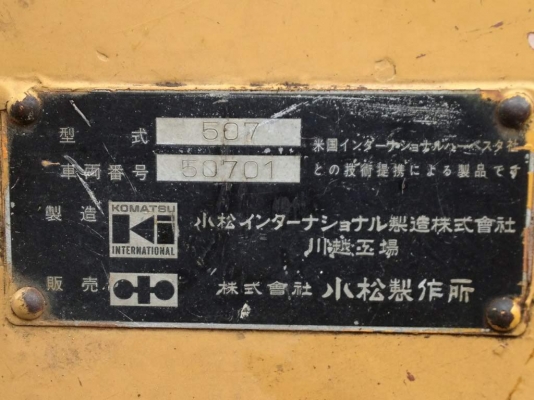 型式 507
車両番号 50701
米国インターナショナルハーベスタ社
との技術提携による製品です
製造 KOMATSU INTERNATIONAL 小松インターナショナル製造株式會社
川越工場
販売 株式會社 小松製作所